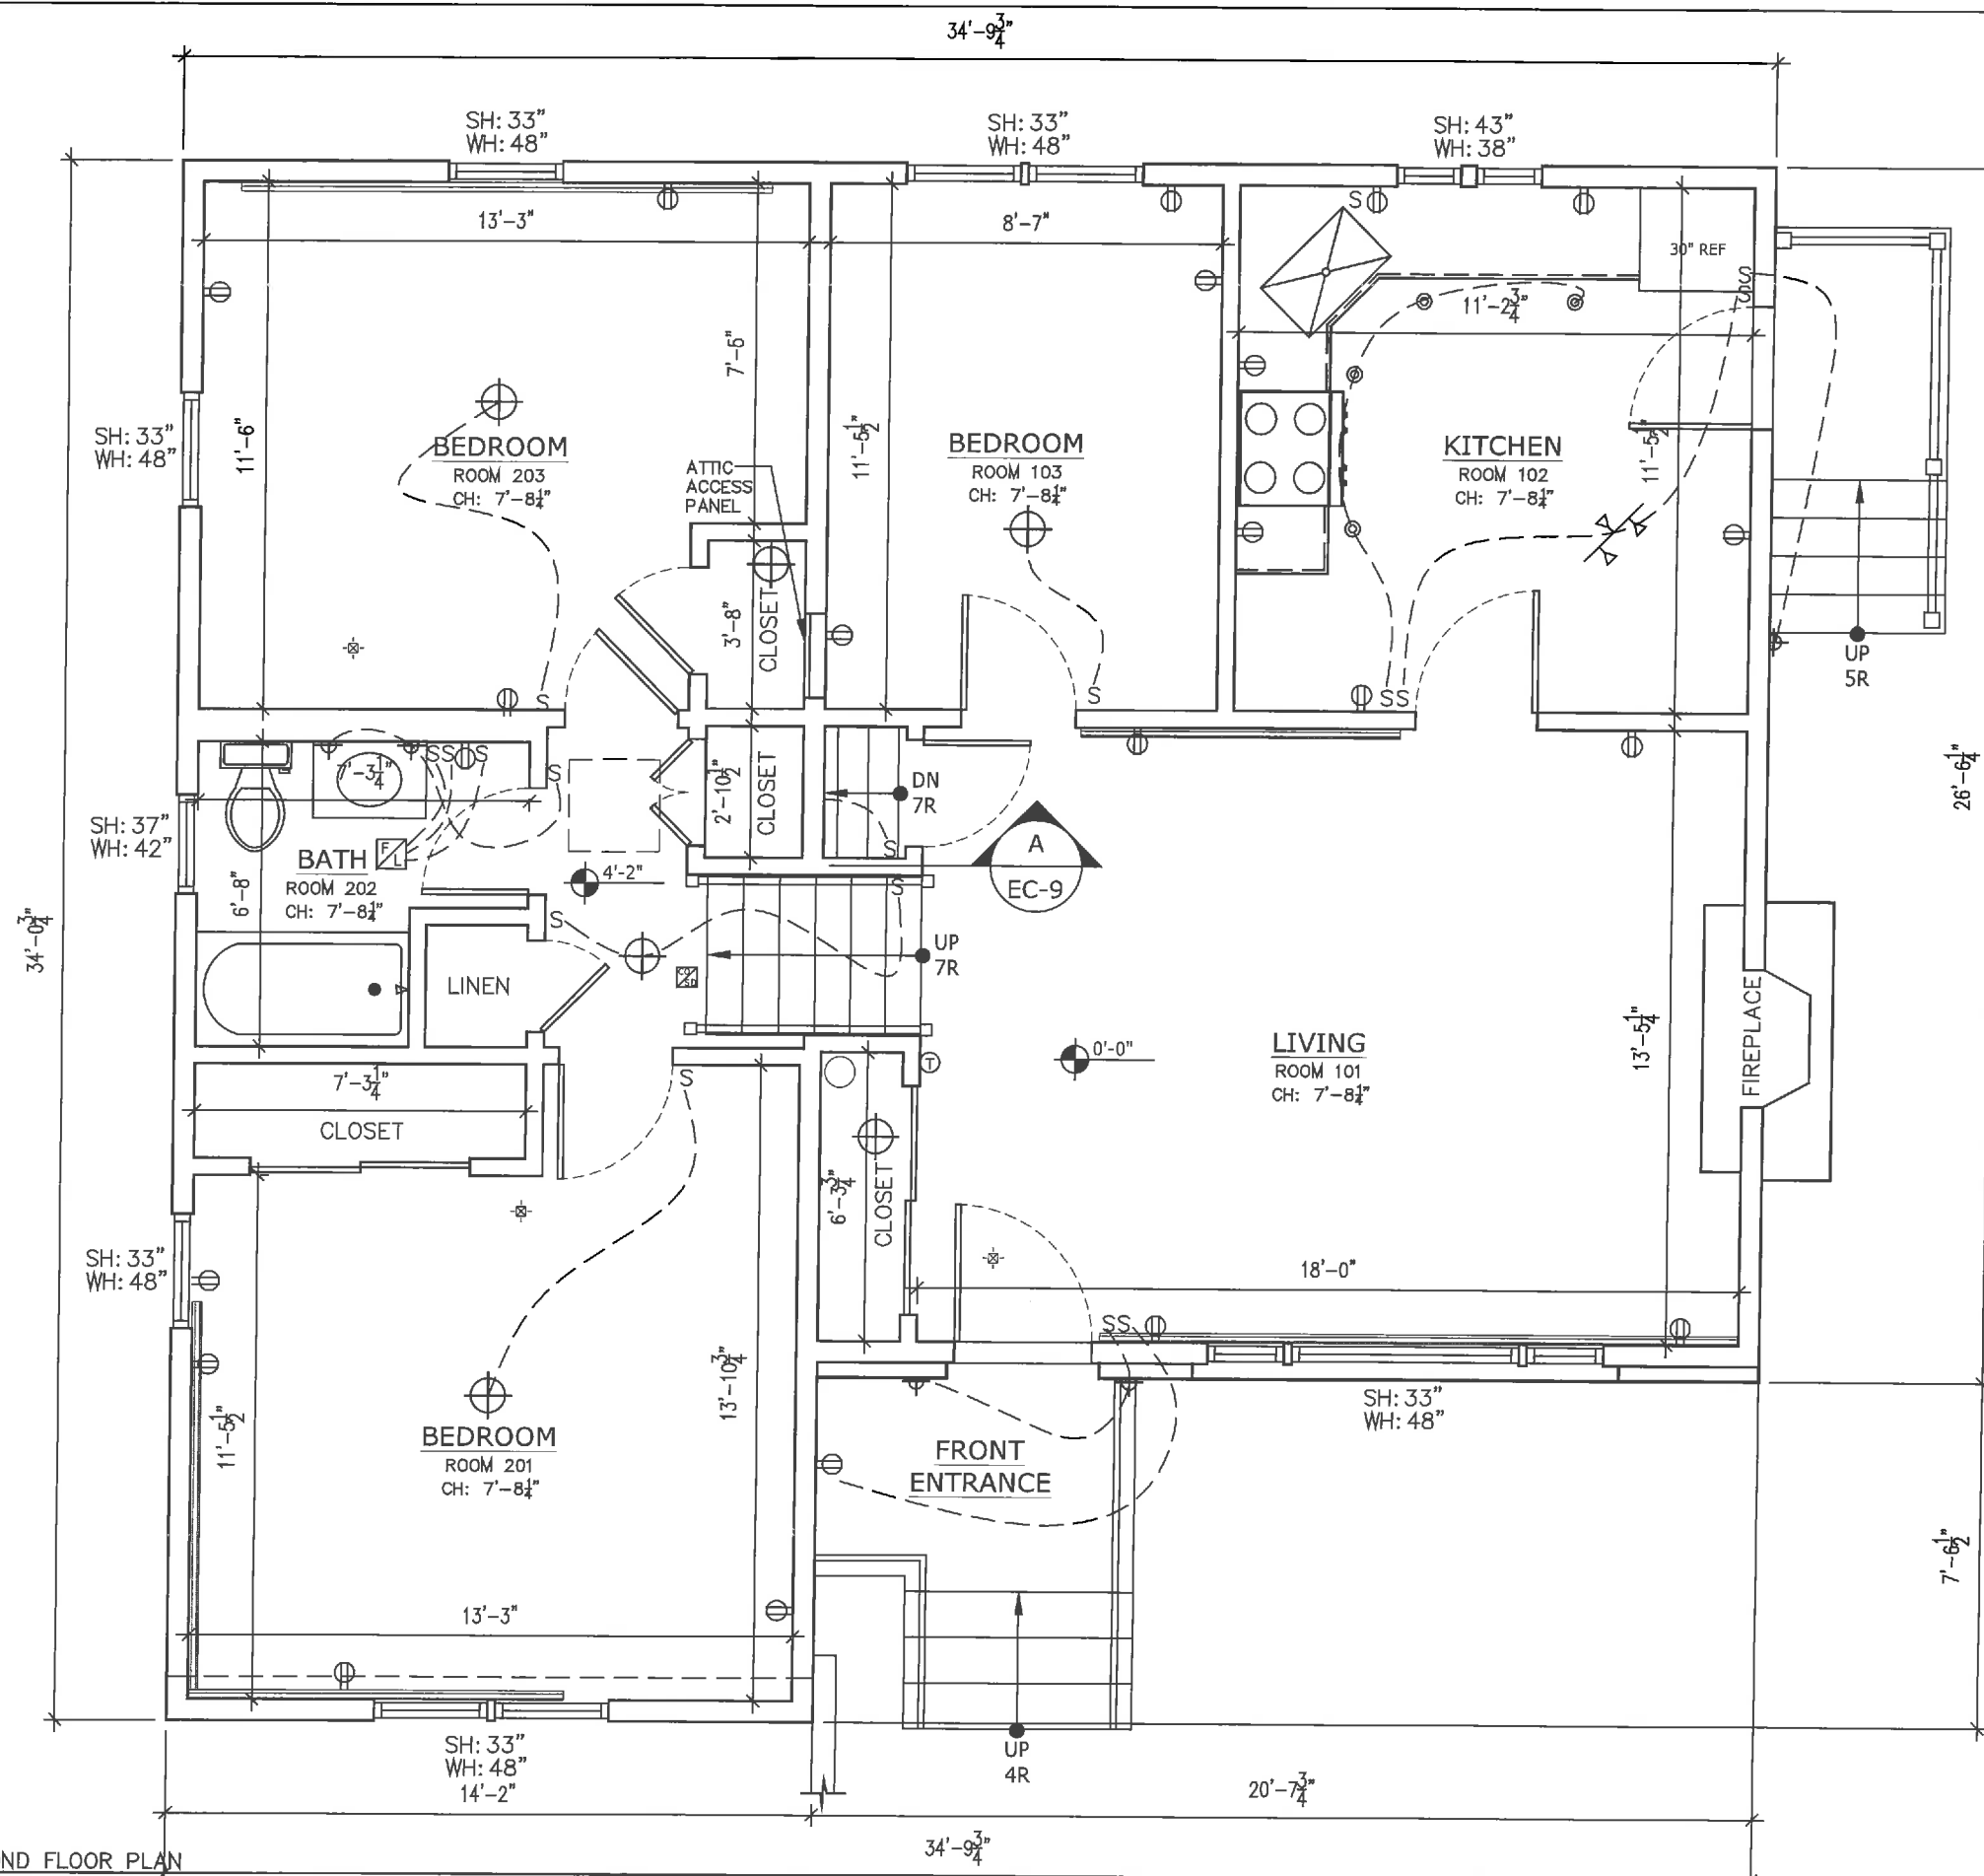 34'-9¾"
SH: 33"
WH: 48"
SH: 33"
WH: 48"
SH: 43"
WH: 38"
13'-3"
8'-7"
S
30" REF
S
S
11'-2¾"
7'-6"
11'-6"
11'-5½"
11'-5½"
SH: 33"
WH: 48"
BEDROOM
ROOM 203
CH: 7'-8¼"
ATTIC
ACCESS
PANEL
BEDROOM
ROOM 103
CH: 7'-8¼"
KITCHEN
ROOM 102
CH: 7'-8¼"
3'-8"
CLOSET
UP
5R
S
S
SS
SS
S
S
7'-3¼"
2'-10½"
CLOSET
DN
7R
S
26'-6¼"
SH: 37"
WH: 42"
BATH
ROOM 202
CH: 7'-8¼"
F
L
6'-8"
4'-2"
A
EC-9
S
S
34'-0¾"
LINEN
CO
SD
UP
7R
FIREPLACE
T
0'-0"
LIVING
ROOM 101
CH: 7'-8¼"
13'-5¼"
7'-3¼"
CLOSET
S
6'-3¾"
CLOSET
SH: 33"
WH: 48"
18'-0"
SS
13'-10¾"
11'-5½"
SH: 33"
WH: 48"
BEDROOM
ROOM 201
CH: 7'-8¼"
FRONT
ENTRANCE
7'-6½"
13'-3"
SH: 33"
WH: 48"
14'-2"
UP
4R
20'-7¾"
34'-9¾"
ND FLOOR PLAN